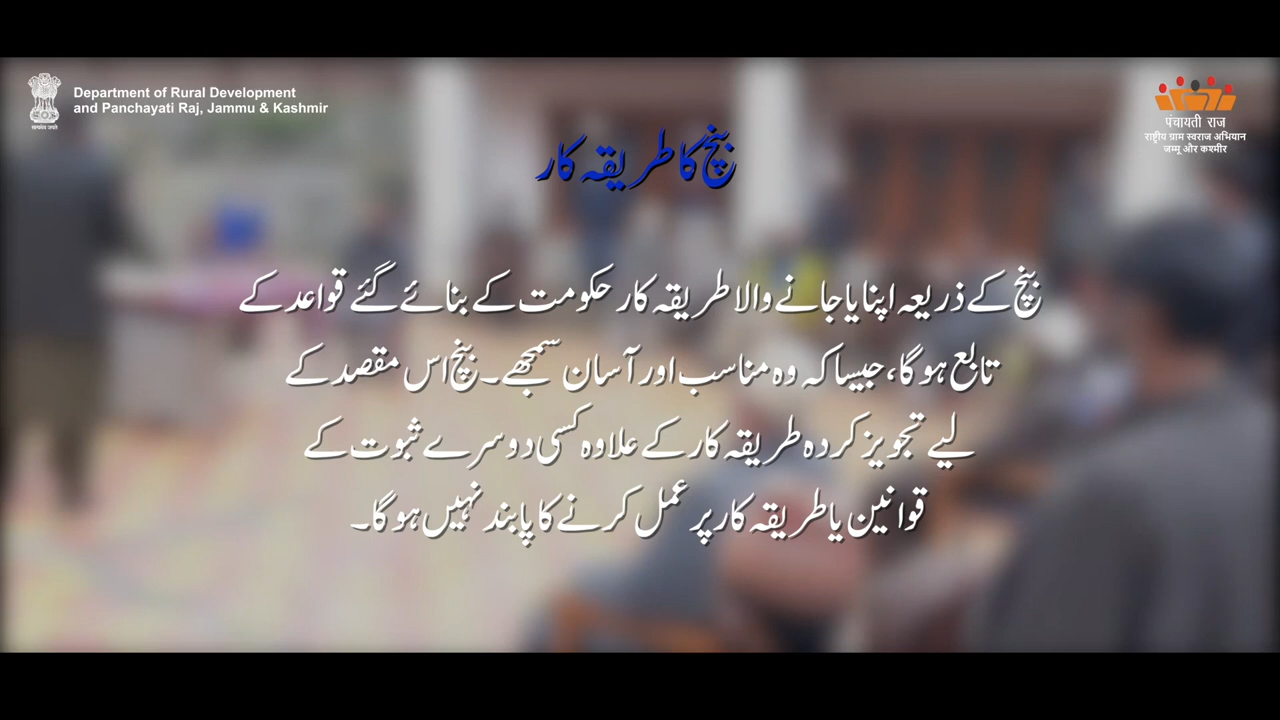 Department of Rural Development
and Panchayati Raj, Jammu & Kashmir
पंचायती राज
राष्ट्रीय ग्राम स्वराज अभियान
जम्मू और कश्मीर
بنچ کا طریقہ کار
بنچ کے ذریعہ اپنایا جانے والا طریقہ کار حکومت کے بنائے گئے قواعد کے
تابع ہوگا، جیسا کہ وہ مناسب اور آسان سمجھے۔ بنچ اس مقصد کے
لیے تجویز کردہ طریقہ کار کے علاوہ کسی دوسرے ثبوت کے
قوانین یا طریقہ کار پر عمل کرنے کا پابند نہیں ہوگا۔